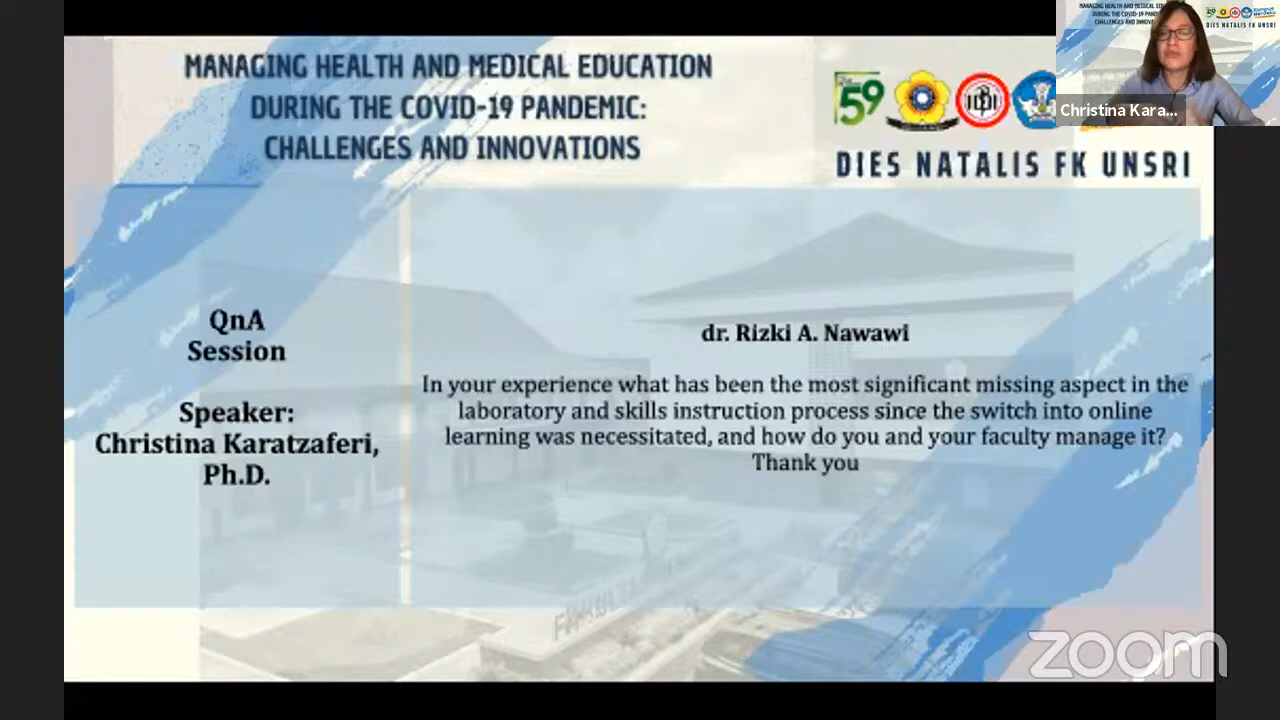 MANAGING HEALTH AND MEDICAL EDUCATION
DURING THE COVID-19 PANDEMIC:
CHALLENGES AND INNOVATIONS
59
DIES NATALIS FK UNSRI
Christina Kara...
QnA
Session
Speaker:
Christina Karatzaferi,
Ph.D.
dr. Rizki A. Nawawi
In your experience what has been the most significant missing aspect in the
laboratory and skills instruction process since the switch into online
learning was necessitated, and how do you and your faculty manage it?
Thank you
zoom